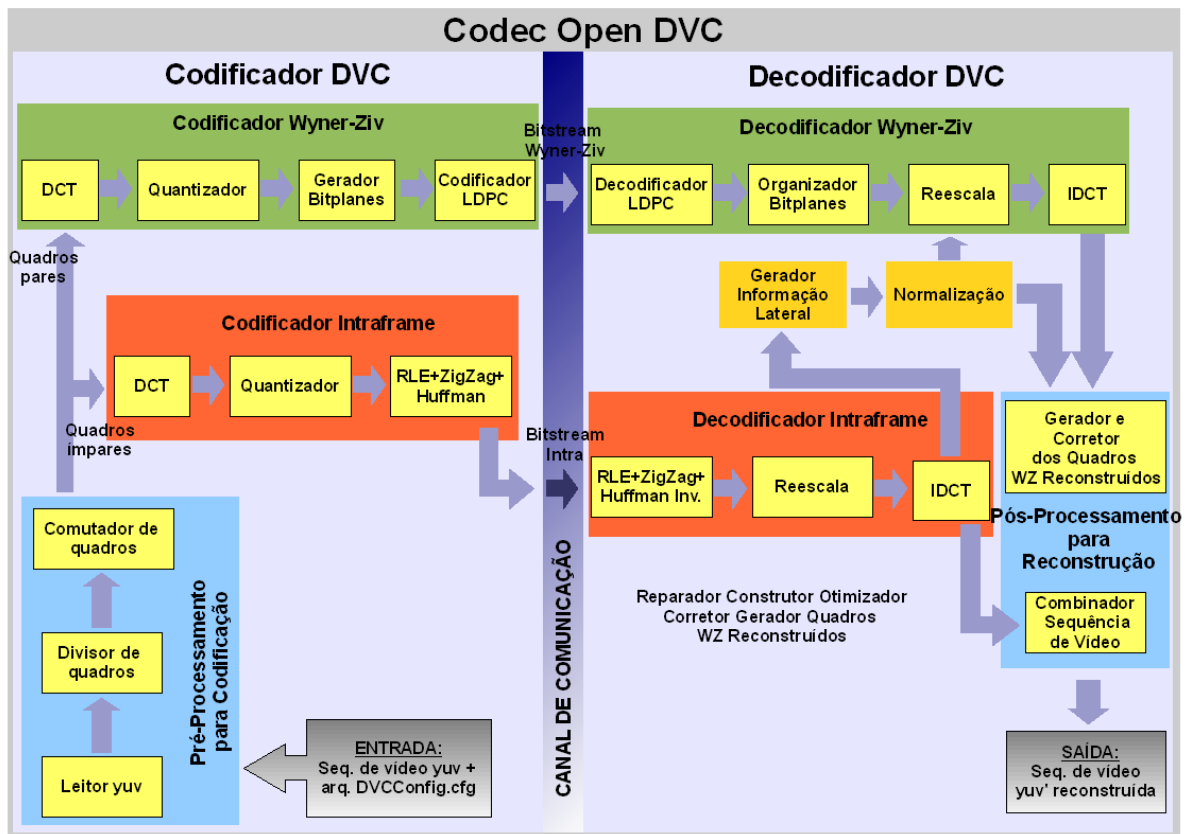 Codec Open DVC
Codificador DVC
Codificador Wyner-Ziv
DCT
Quantizador
Gerador
Bitplanes
Codificador
LDPC
Quadros
pares
Codificador Intraframe
DCT
Quantizador
RLE+ZigZag+
Huffman
Quadros
ímpares
Comutador de
quadros
Divisor de
quadros
Leitor yuv
Pré-Processamento
para Codificação
ENTRADA:
Seq. de vídeo yuv +
arq. DVCConfig.cfg
Bitstream
Wyner-Ziv
Bitstream
Intra
CANAL DE COMUNICAÇÃO
Decodificador DVC
Decodificador Wyner-Ziv
Decodificador
LDPC
Organizador
Bitplanes
Reescala
IDCT
Gerador
Informação
Lateral
Normalização
Decodificador Intraframe
RLE+ZigZag+
Huffman Inv.
Reescala
IDCT
Gerador e
Corretor
dos Quadros
WZ Reconstruídos
Pós-Processamento
para
Reconstrução
Combinador
Sequência
de Vídeo
Reparador Construtor Otimizador
Corretor Gerador Quadros
WZ Reconstruídos
SAÍDA:
Seq. de vídeo
yuv' reconstruída